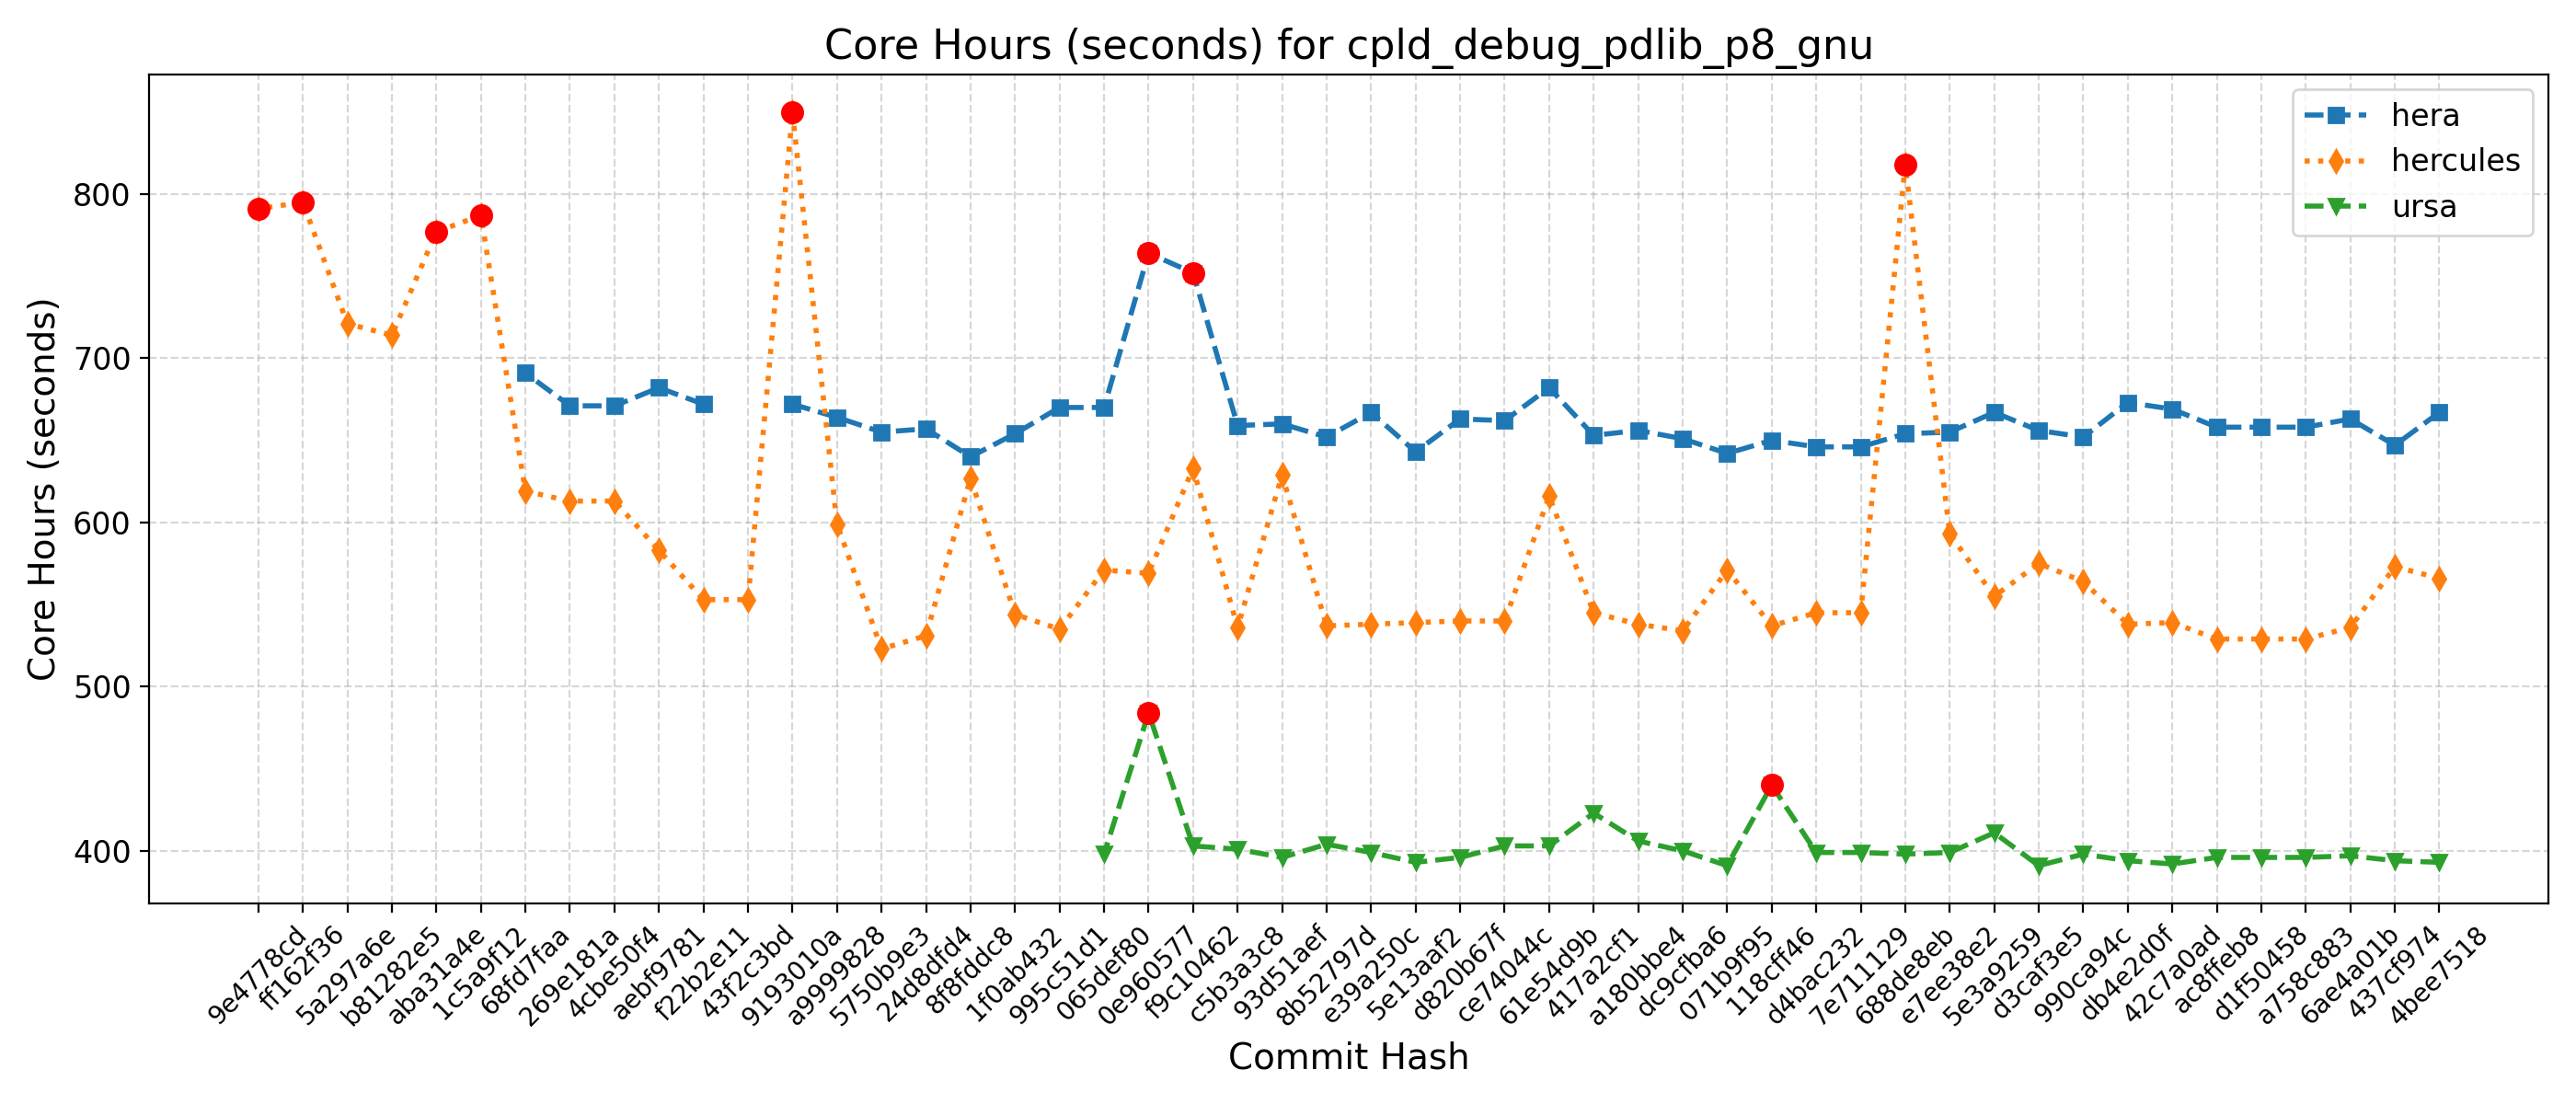 Core Hours (seconds) for cpld_debug_pdlib_p8_gnu
hera
hercules
ursa
Core Hours (seconds)
800
700
600
500
400
9e4778cd
ff162f36
5a297a6e
b81282e5
aba31a4e
1c5a9f12
68fd7faa
269e181a
4cbe50f4
aebf9781
f22b2e11
43f2c3bd
9193010a
a9999828
5750b9e3
24d8dfd4
8f8fddc8
1f0ab432
995c51d1
065def80
0e960577
f9c10462
c5b3a3c8
93d51aef
8b52797d
e39a250c
5e13aaf2
d820b67f
ce74044c
61e54d9b
417a2cf1
a180bbe4
dc9cfba6
071b9f95
118cff46
d4bac232
7e711129
688de8eb
e7ee38e2
5e3a9259
d3caf3e5
990ca94c
db4e2d0f
42c7a0ad
ac8ffeb8
d1f50458
a758c883
6ae4a01b
437cf974
4bee7518
Commit Hash